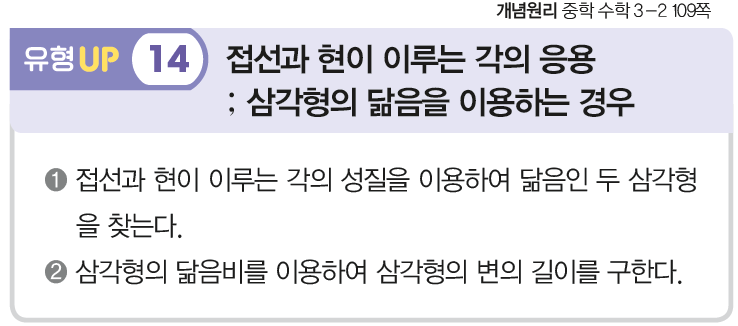 개념원리 중학 수학 3-2 109쪽
유형UP 14 접선과 현이 이루는 각의 응용
; 삼각형의 닮음을 이용하는 경우
❶ 접선과 현이 이루는 각의 성질을 이용하여 닮음인 두 삼각형
을 찾는다.
❷ 삼각형의 닮음비를 이용하여 삼각형의 변의 길이를 구한다.